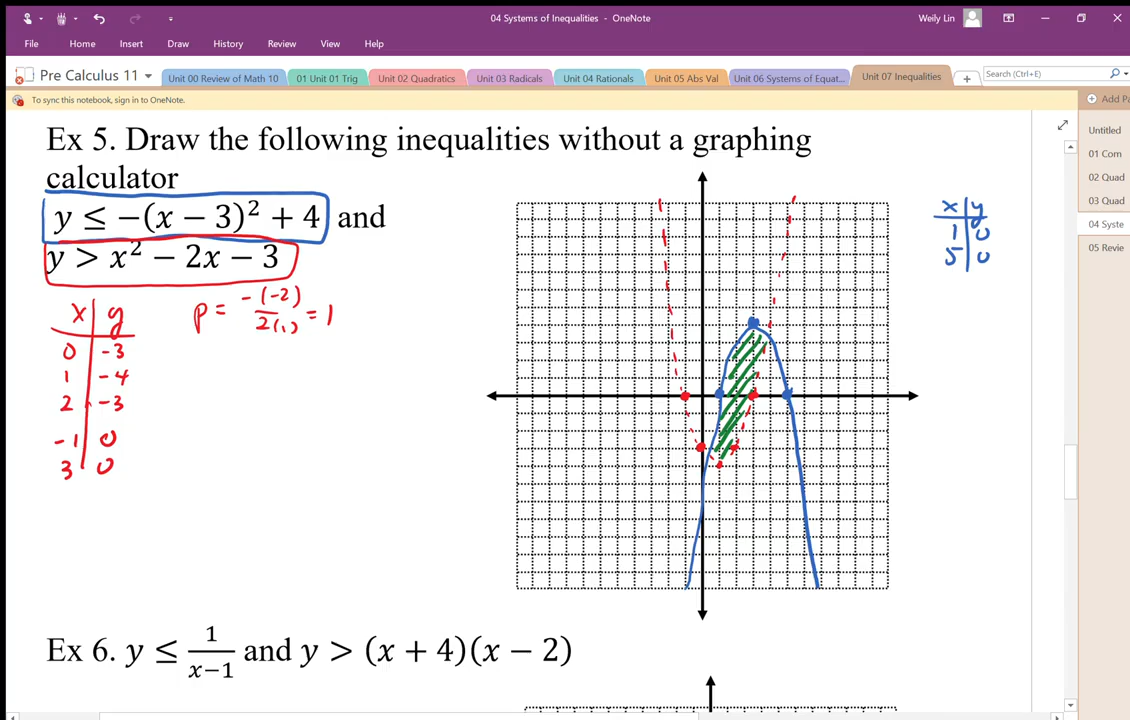 04 Systems of Inequalities - OneNote
Weily Lin
File Home Insert Draw History Review View Help
Pre Calculus 11
Unit 00 Review of Math 10
01 Unit 01 Trig
Unit 02 Quadratics
Unit 03 Radicals
Unit 04 Rationals
Unit 05 Abs Val
Unit 06 Systems of Equat...
Unit 07 Inequalities
Search (Ctrl+E)
To sync this notebook, sign in to OneNote.
Add Pa
Untitled
01 Com
02 Quad
03 Quad
04 Syste
05 Revie
Ex 5. Draw the following inequalities without a graphing
calculator
y ≤ −(x − 3)² + 4 and
y > x² − 2x − 3
x | y
0 | -3
1 | -4
2 | -3
-1 | 0
3 | 0
p = -(-2)/2(1) = 1
x | y
1 | 0
5 | 0
Ex 6. y ≤ 1/(x−1) and y > (x + 4)(x − 2)